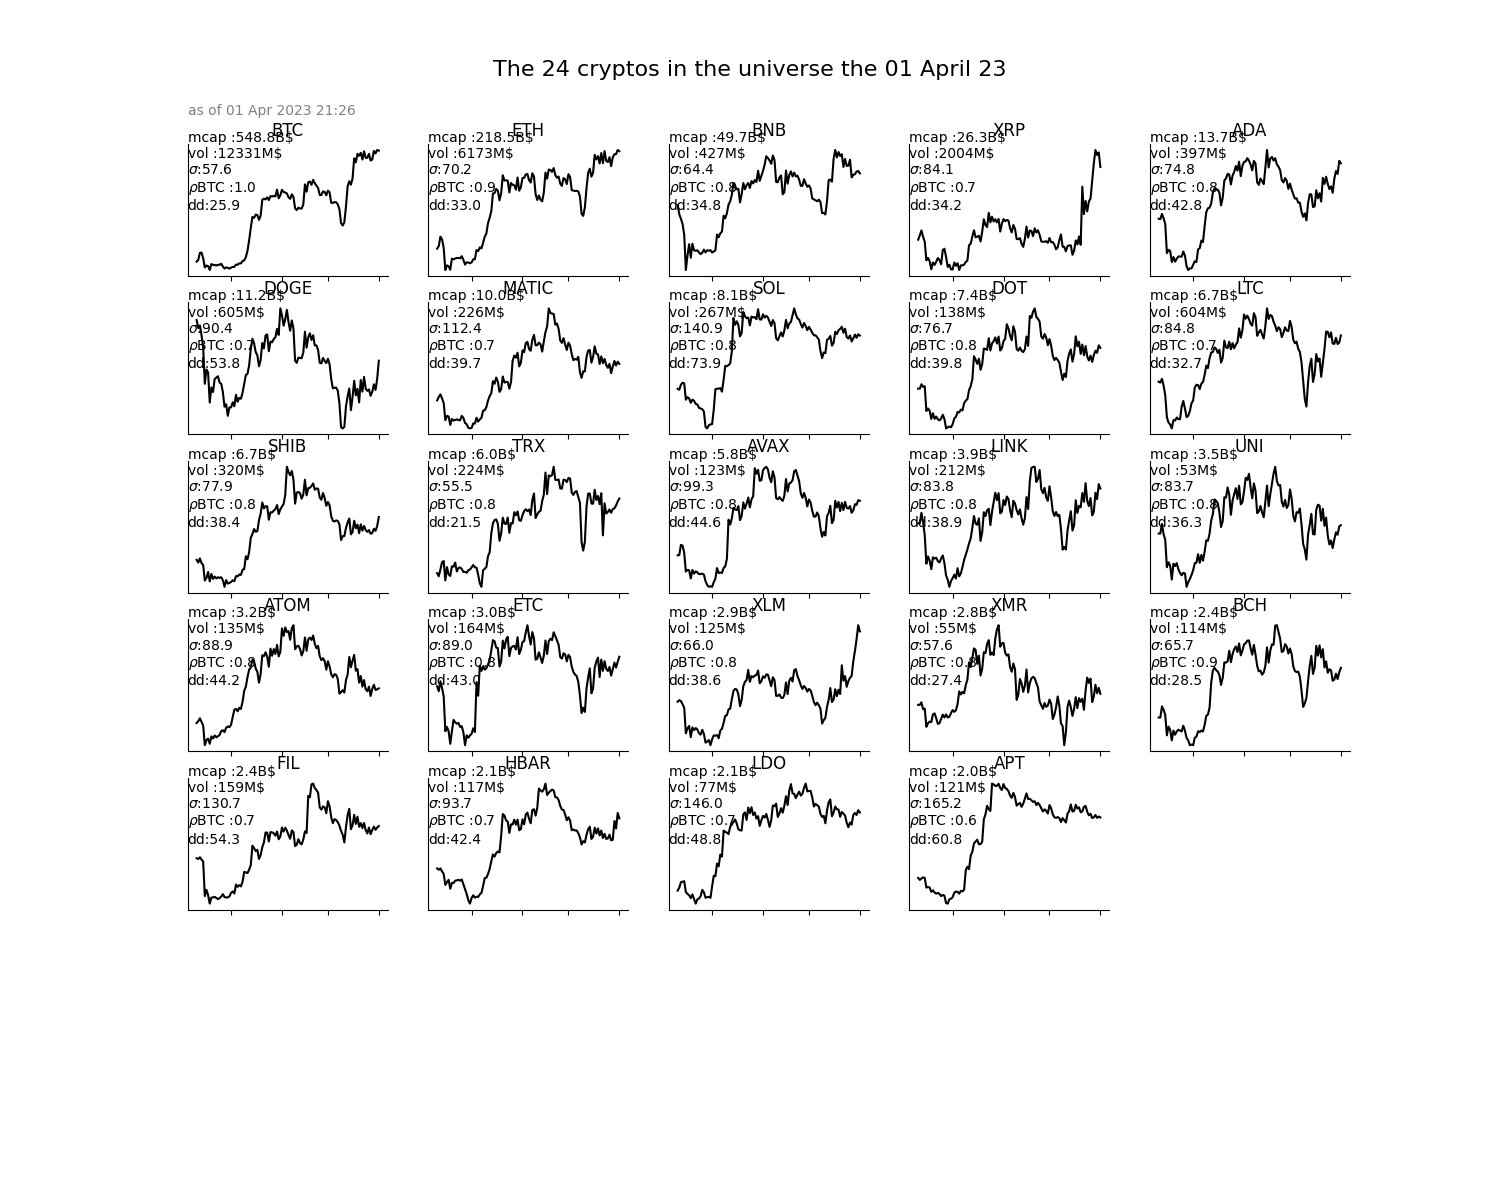 The 24 cryptos in the universe the 01 April 23
as of 01 Apr 2023 21:26
BTC
mcap :548.8B$
vol :12331M$
σ:57.6
ρBTC :1.0
dd:25.9
ETH
mcap :218.5B$
vol :6173M$
σ:70.2
ρBTC :0.9
dd:33.0
BNB
mcap :49.7B$
vol :427M$
σ:64.4
ρBTC :0.8
dd:34.8
XRP
mcap :26.3B$
vol :2004M$
σ:84.1
ρBTC :0.7
dd:34.2
ADA
mcap :13.7B$
vol :397M$
σ:74.8
ρBTC :0.8
dd:42.8
DOGE
mcap :11.2B$
vol :605M$
σ:90.4
ρBTC :0.7
dd:53.8
MATIC
mcap :10.0B$
vol :226M$
σ:112.4
ρBTC :0.7
dd:39.7
SOL
mcap :8.1B$
vol :267M$
σ:140.9
ρBTC :0.8
dd:73.9
DOT
mcap :7.4B$
vol :138M$
σ:76.7
ρBTC :0.8
dd:39.8
LTC
mcap :6.7B$
vol :604M$
σ:84.8
ρBTC :0.7
dd:32.7
SHIB
mcap :6.7B$
vol :320M$
σ:77.9
ρBTC :0.8
dd:38.4
TRX
mcap :6.0B$
vol :224M$
σ:55.5
ρBTC :0.8
dd:21.5
AVAX
mcap :5.8B$
vol :123M$
σ:99.3
ρBTC :0.8
dd:44.6
LINK
mcap :3.9B$
vol :212M$
σ:83.8
ρBTC :0.8
dd:38.9
UNI
mcap :3.5B$
vol :53M$
σ:83.7
ρBTC :0.8
dd:36.3
ATOM
mcap :3.2B$
vol :135M$
σ:88.9
ρBTC :0.8
dd:44.2
ETC
mcap :3.0B$
vol :164M$
σ:89.0
ρBTC :0.8
dd:43.0
XLM
mcap :2.9B$
vol :125M$
σ:66.0
ρBTC :0.8
dd:38.6
XMR
mcap :2.8B$
vol :55M$
σ:57.6
ρBTC :0.8
dd:27.4
BCH
mcap :2.4B$
vol :114M$
σ:65.7
ρBTC :0.9
dd:28.5
FIL
mcap :2.4B$
vol :159M$
σ:130.7
ρBTC :0.7
dd:54.3
HBAR
mcap :2.1B$
vol :117M$
σ:93.7
ρBTC :0.7
dd:42.4
LDO
mcap :2.1B$
vol :77M$
σ:146.0
ρBTC :0.7
dd:48.8
APT
mcap :2.0B$
vol :121M$
σ:165.2
ρBTC :0.6
dd:60.8